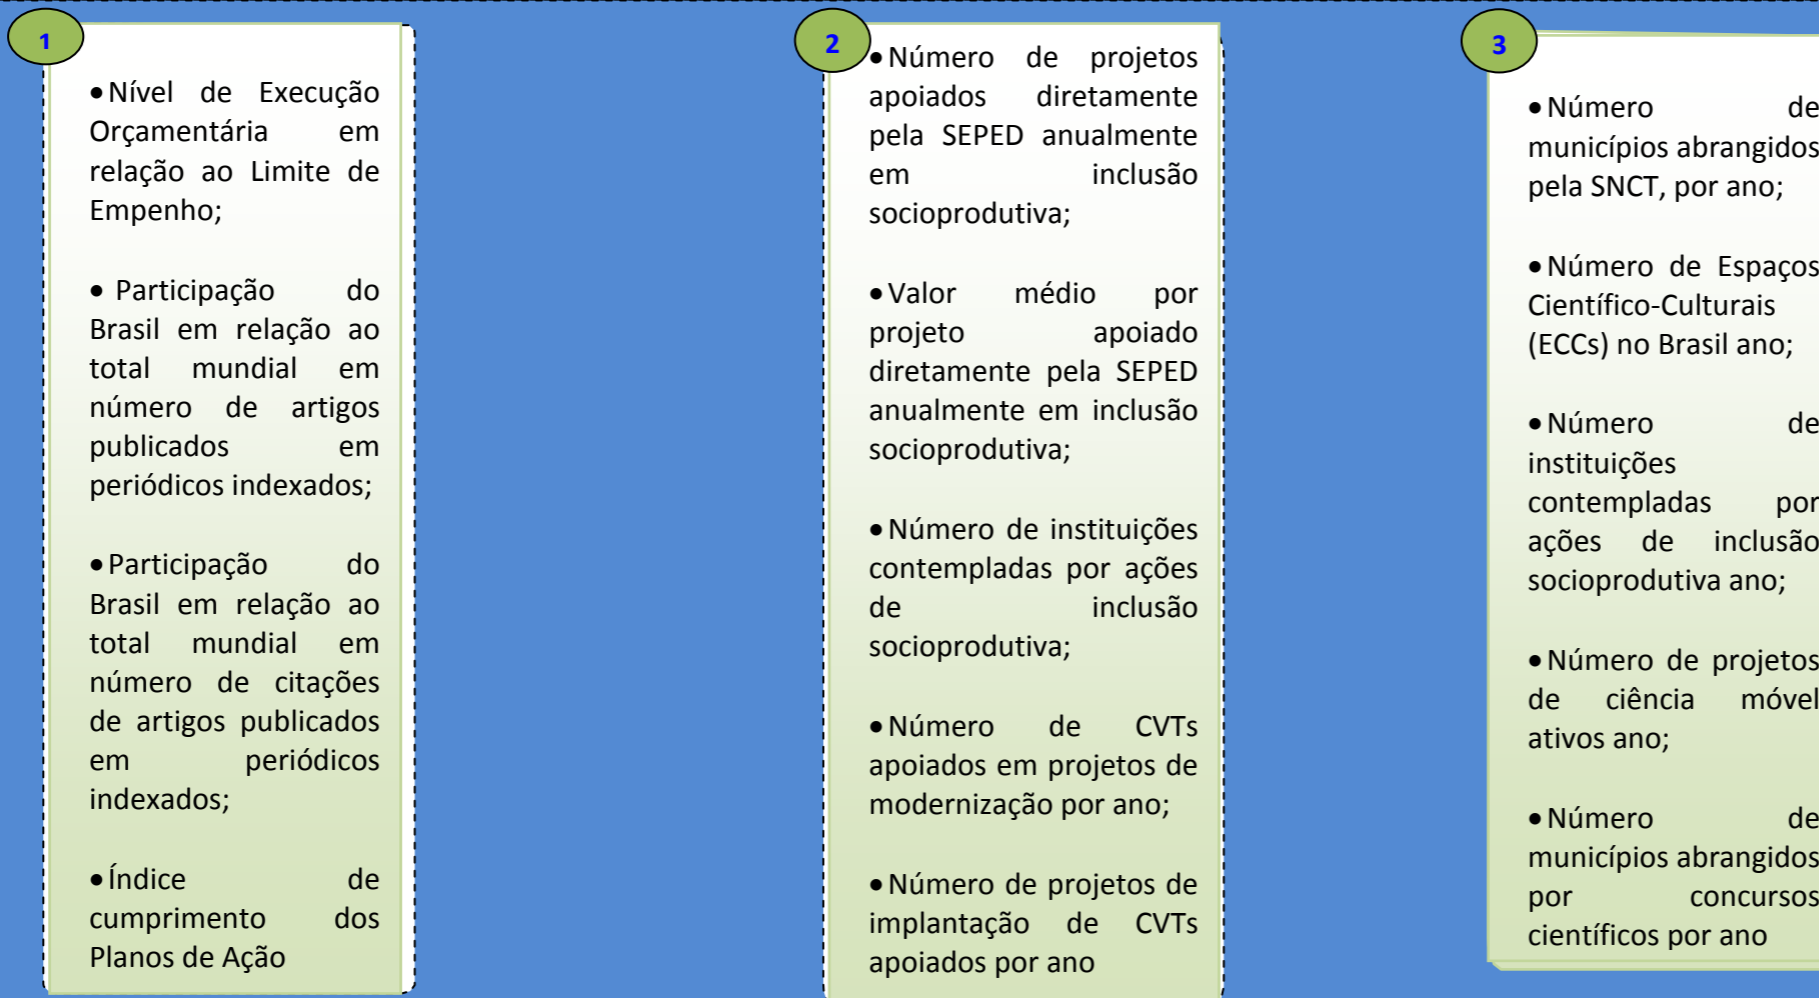 1
•Nível de Execução
Orçamentária em
relação ao Limite de
Empenho;
• Participação do
Brasil em relação ao
total mundial em
número de artigos
publicados em
periódicos indexados;
•Participação do
Brasil em relação ao
total mundial em
número de citações
de artigos publicados
em periódicos
indexados;
•Índice de
cumprimento dos
Planos de Ação
2
•Número de projetos
apoiados diretamente
pela SEPED anualmente
em inclusão
socioprodutiva;
•Valor médio por
projeto apoiado
diretamente pela SEPED
anualmente em inclusão
socioprodutiva;
•Número de instituições
contempladas por ações
de inclusão
socioprodutiva;
•Número de CVTs
apoiados em projetos de
modernização por ano;
•Número de projetos de
implantação de CVTs
apoiados por ano
3
•Número de
municípios abrangidos
pela SNCT, por ano;
•Número de Espaços
Científico-Culturais
(ECCs) no Brasil ano;
•Número de
instituições
contempladas por
ações de inclusão
socioprodutiva ano;
•Número de projetos
de ciência móvel
ativos ano;
•Número de
municípios abrangidos
por concursos
científicos por ano